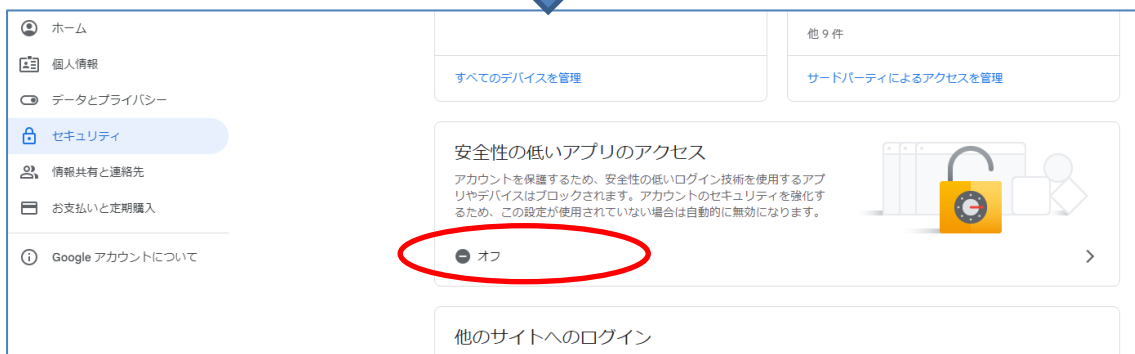 ホーム
個人情報
データとプライバシー
セキュリティ
情報共有と連絡先
お支払いと定期購入
Google アカウントについて
他 9 件
すべてのデバイスを管理
サードパーティによるアクセスを管理
安全性の低いアプリのアクセス
アカウントを保護するため、安全性の低いログイン技術を使用するアプ
リやデバイスはブロックされます。アカウントのセキュリティを強化す
るため、この設定が使用されていない場合は自動的に無効になります。
オフ
他のサイトへのログイン